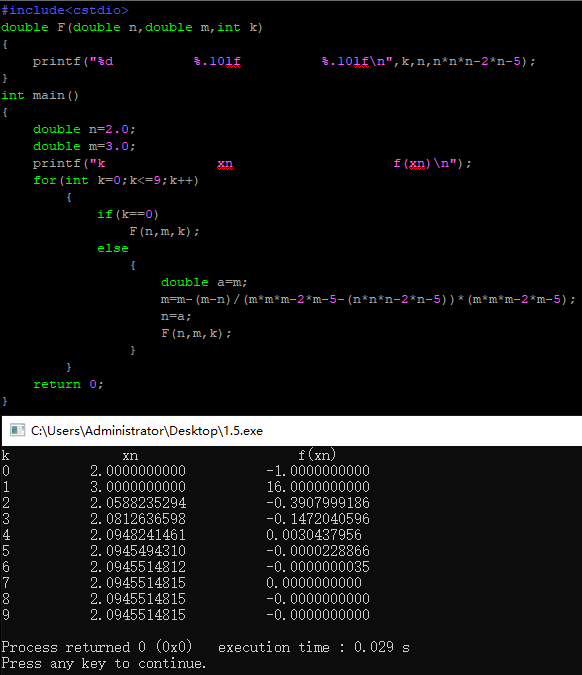 #include<cstdio>
double F(double n,double m,int k)
{
    printf("%d          %.10lf          %.10lf\n",k,n,n*n*n-2*n-5);
}
int main()
{
    double n=2.0;
    double m=3.0;
    printf("k              xn                    f(xn)\n");
    for(int k=0;k<=9;k++)
        {
            if(k==0)
                F(n,m,k);
            else
                {
                    double a=m;
                    m=m-(m-n)/(m*m*m-2*m-5-(n*n*n-2*n-5))*(m*m*m-2*m-5);
                    n=a;
                    F(n,m,k);
                }
        }
    return 0;
}
C:\Users\Administrator\Desktop\1.5.exe
k              xn                    f(xn)
0          2.0000000000          -1.0000000000
1          3.0000000000          16.0000000000
2          2.0588235294          -0.3907999186
3          2.0812636598          -0.1472040596
4          2.0948241461          0.0030437956
5          2.0945494310          -0.0000228866
6          2.0945514812          -0.0000000035
7          2.0945514815          0.0000000000
8          2.0945514815          -0.0000000000
9          2.0945514815          -0.0000000000
Process returned 0 (0x0)   execution time : 0.029 s
Press any key to continue.